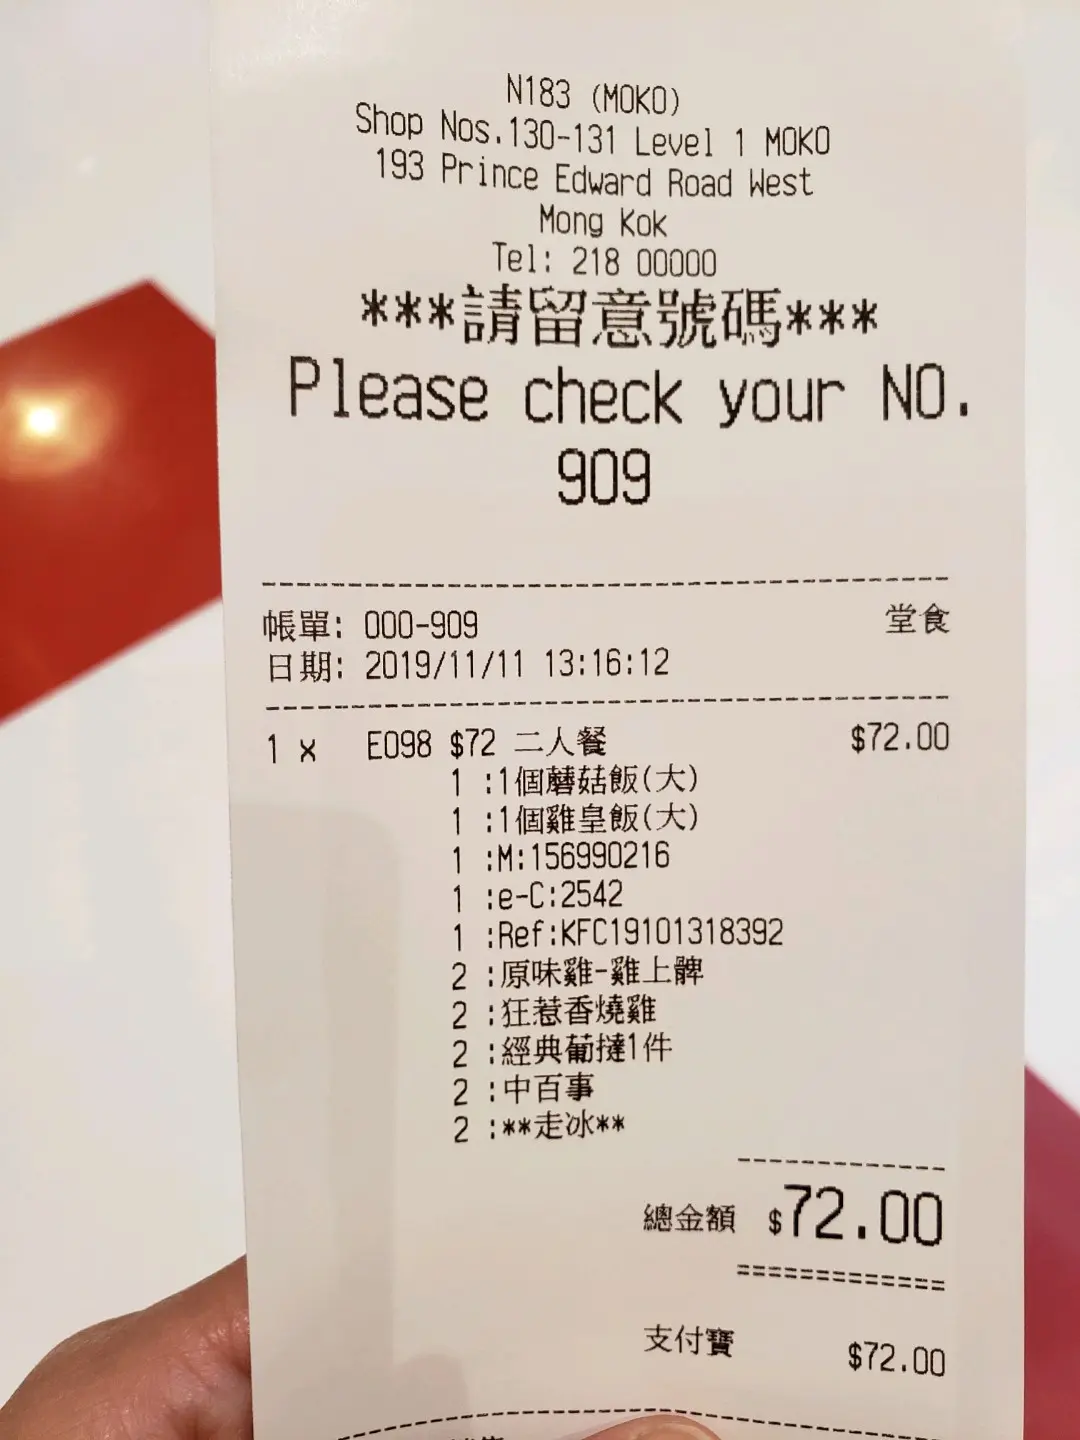 N183 (MOKO)
Shop Nos.130-131 Level 1 MOKO
193 Prince Edward Road West
Mong Kok
Tel: 218 00000
***請留意號碼***
Please check your NO.
909
帳單: 000-909 堂食
日期: 2019/11/11 13:16:12
1 x E098 $72 二人餐 $72.00
1 :1個蘑菇飯(大)
1 :1個雞皇飯(大)
1 :M:156990216
1 :e-C:2542
1 :Ref:KFC19101318392
2 :原味雞-雞上髀
2 :狂惹香燒雞
2 :經典葡撻1件
2 :中百事
2 :**走冰**
總金額 $72.00
支付寶 $72.00